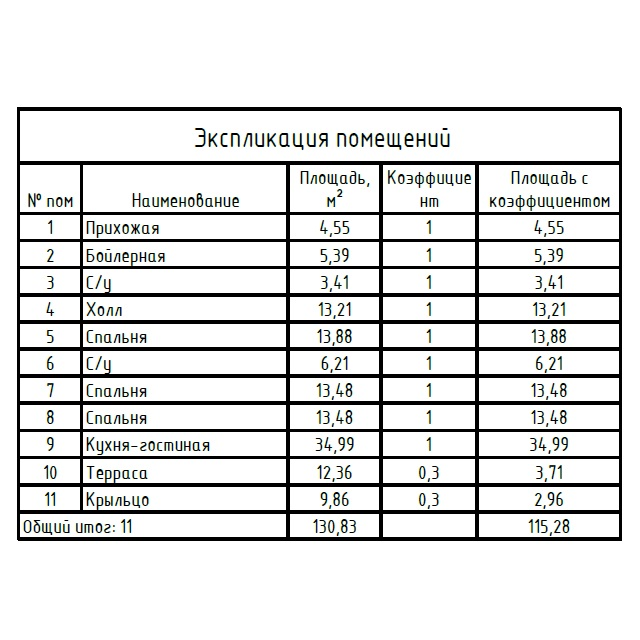 Экспликация помещений
№ пом Наименование Площадь, м² Коэффициент Площадь с коэффициентом
1 Прихожая 4,55 1 4,55
2 Бойлерная 5,39 1 5,39
3 С/у 3,41 1 3,41
4 Холл 13,21 1 13,21
5 Спальня 13,88 1 13,88
6 С/у 6,21 1 6,21
7 Спальня 13,48 1 13,48
8 Спальня 13,48 1 13,48
9 Кухня-гостиная 34,99 1 34,99
10 Терраса 12,36 0,3 3,71
11 Крыльцо 9,86 0,3 2,96
Общий итог: 11 130,83 115,28